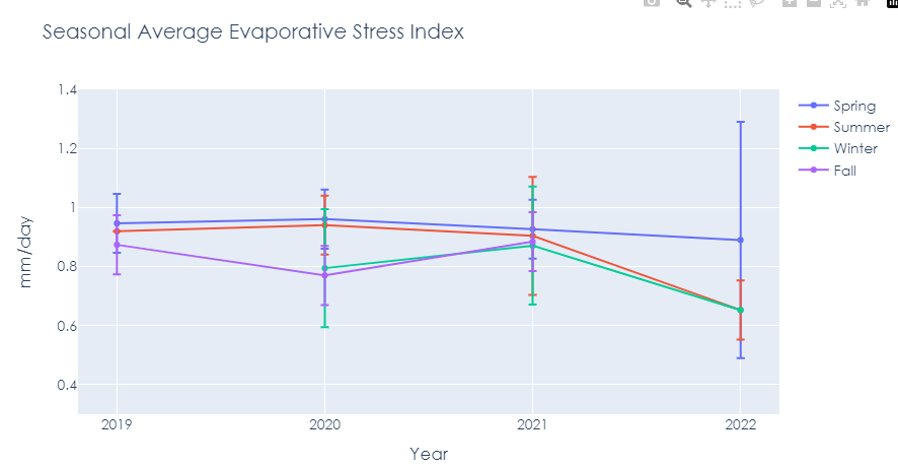 Seasonal Average Evaporative Stress Index
1.4
1.2
1
0.8
0.6
0.4
mm/day
2019
2020
2021
2022
Year
Spring
Summer
Winter
Fall